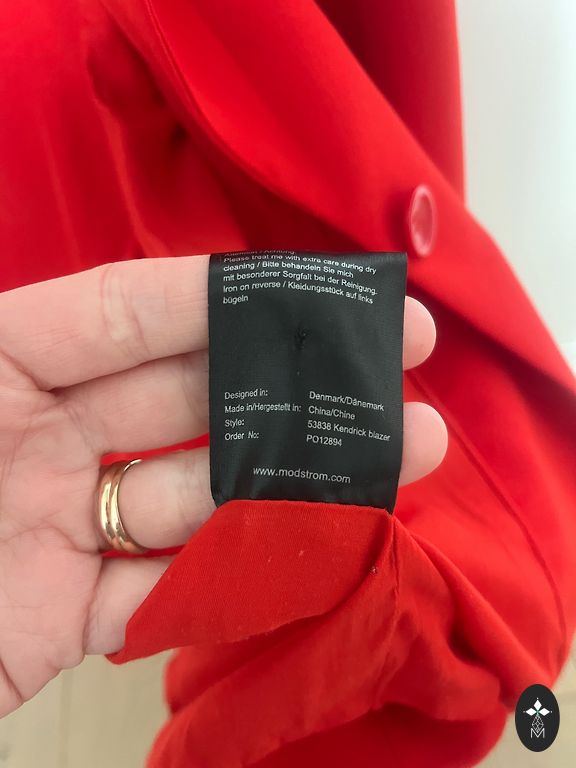 Attention / Achtung:
Please treat me with extra care during dry
cleaning / Bitte behandeln Sie mich
mit besonderer Sorgfalt bei der Reinigung.
Iron on reverse / Kleidungsstück auf links
bügeln
Designed in: Denmark/Dänemark
Made in/Hergestellt in: China/Chine
Style: 53838 Kendrick blazer
Order No: PO12894
www.modstrom.com
M